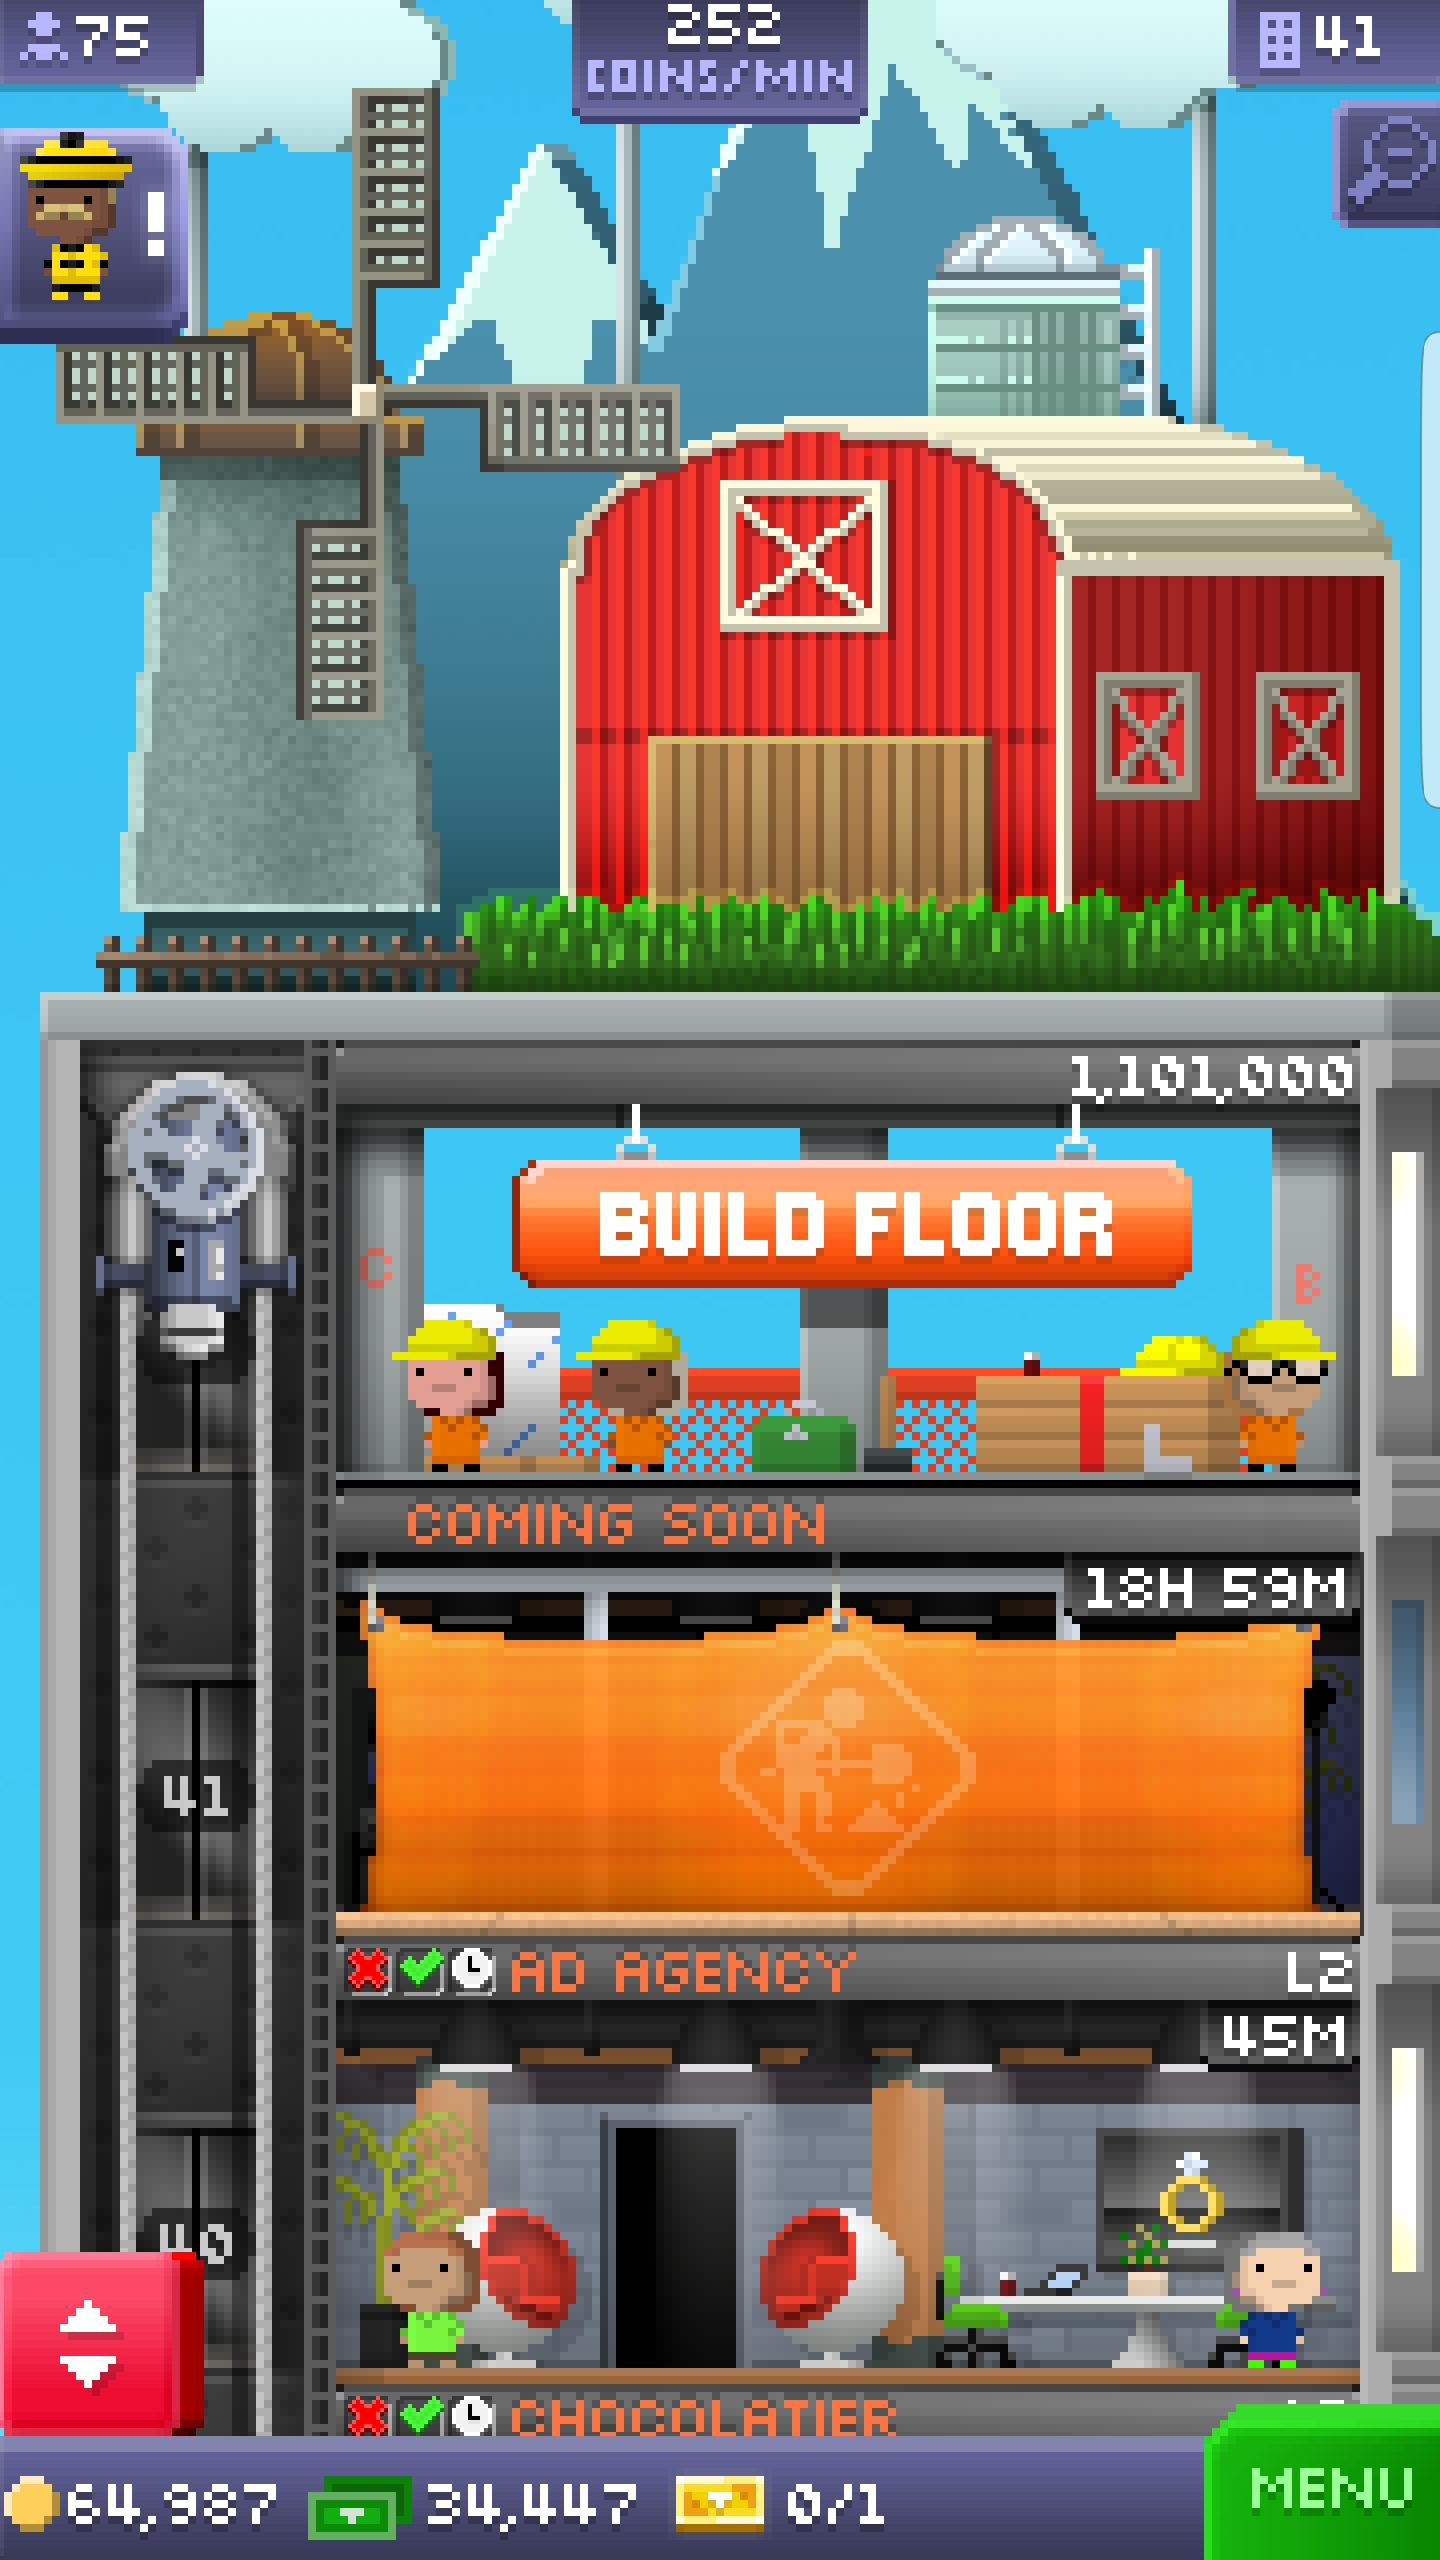 75
252
COINS/MIN
41
!
1,101,000
BUILD FLOOR
C
B
COMING SOON
18H 59M
41
AD AGENCY L2
45M
40
CHOCOLATIER
64,987 34,447 0/1
MENU